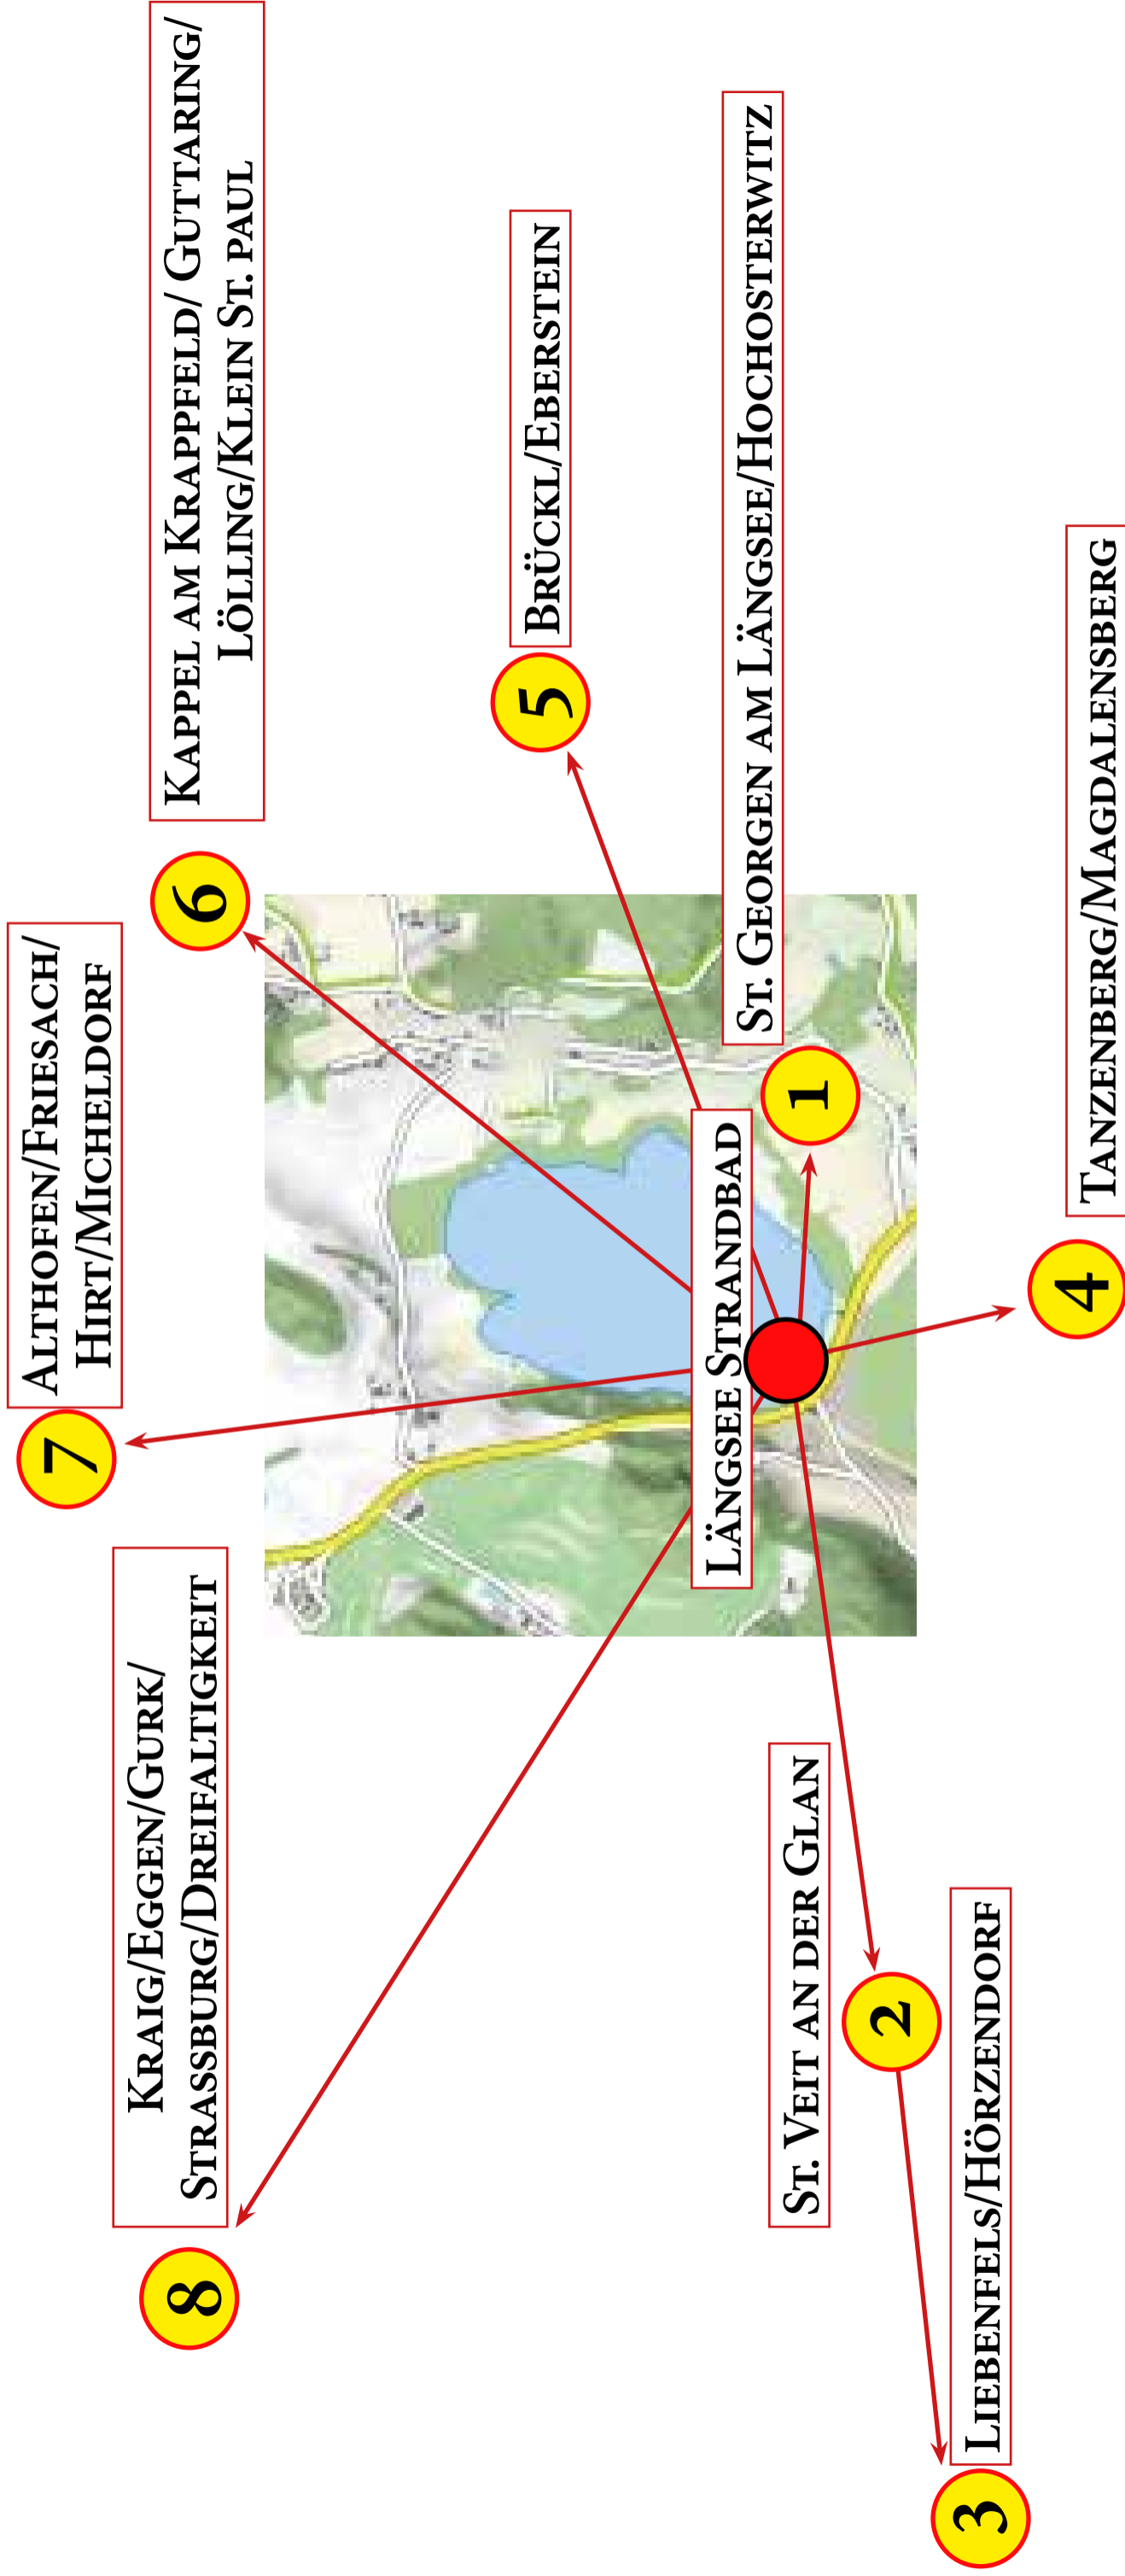 7
Althofen/Friesach/
Hirt/Micheldorf
Kraig/Eggen/Gurk/
Strassburg/Dreifaltigkeit
8
6
Kappel am Krappfeld/ Guttaring/
Lölling/Klein St. paul
5
Brückl/Eberstein
Längsee Strandbad
St. Georgen am Längsee/Hochosterwitz
1
St. Veit an der Glan
2
3
Liebenfels/Hörzendorf
4
Tanzenberg/Magdalensberg